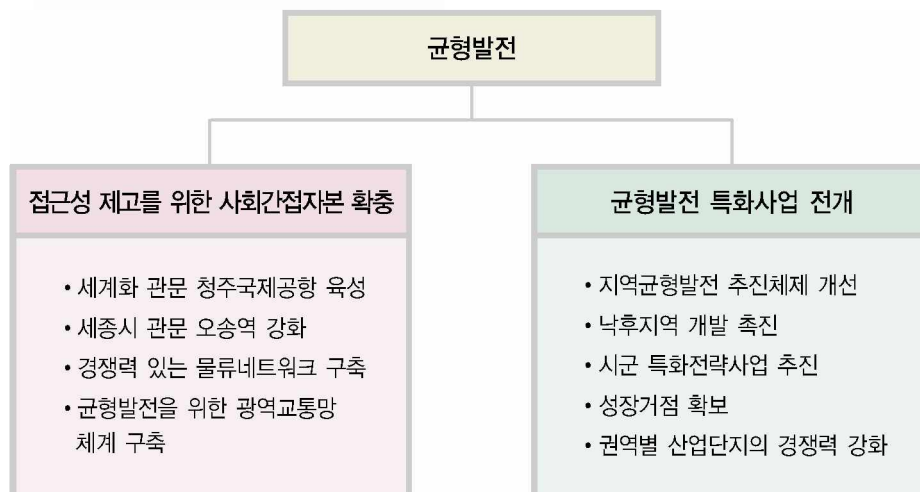 균형발전
접근성 제고를 위한 사회간접자본 확충
• 세계화 관문 청주국제공항 육성
• 세종시 관문 오송역 강화
• 경쟁력 있는 물류네트워크 구축
• 균형발전을 위한 광역교통망
체계 구축
균형발전 특화사업 전개
• 지역균형발전 추진체제 개선
• 낙후지역 개발 촉진
• 시군 특화전략사업 추진
• 성장거점 확보
• 권역별 산업단지의 경쟁력 강화